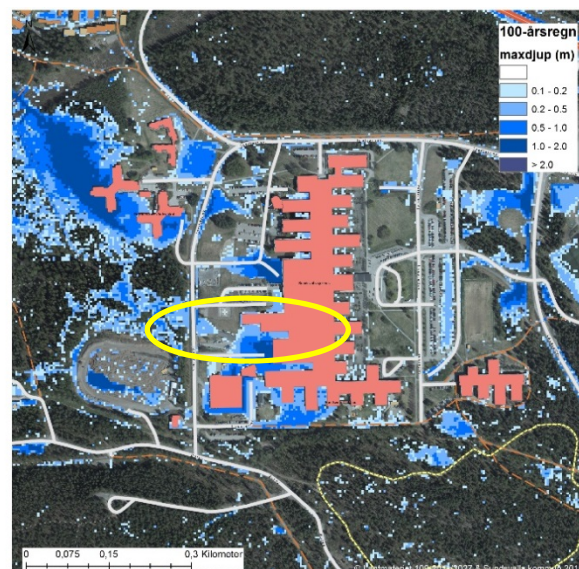 100-årsregn
maxdjup (m)
0.1 - 0.2
0.2 - 0.5
0.5 - 1.0
1.0 - 2.0
> 2.0
0 0,075 0,15 0,3 Kilometer
© Lantmäteriet